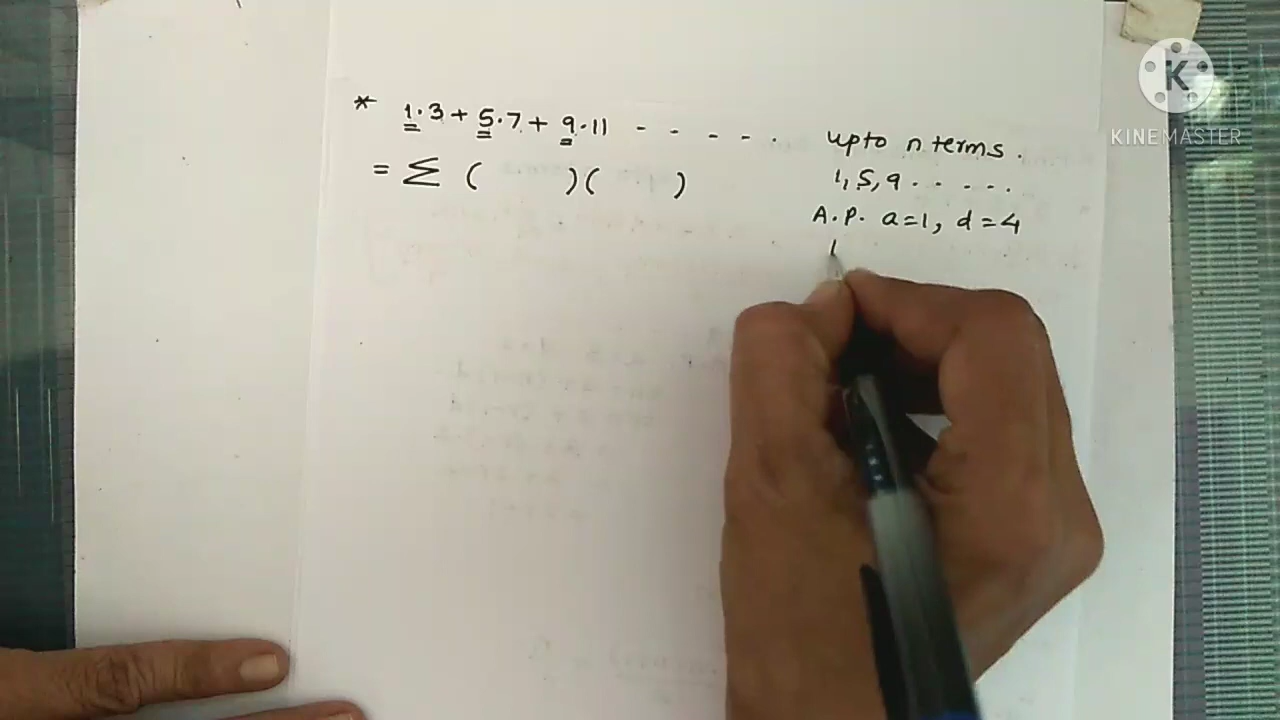 * 1.3 + 5.7 + 9.11 - - - - - . upto n terms.
= Σ ( )( )
1, 5, 9 - - - - - .
A.P. a=1, d=4
K
KINEMASTER